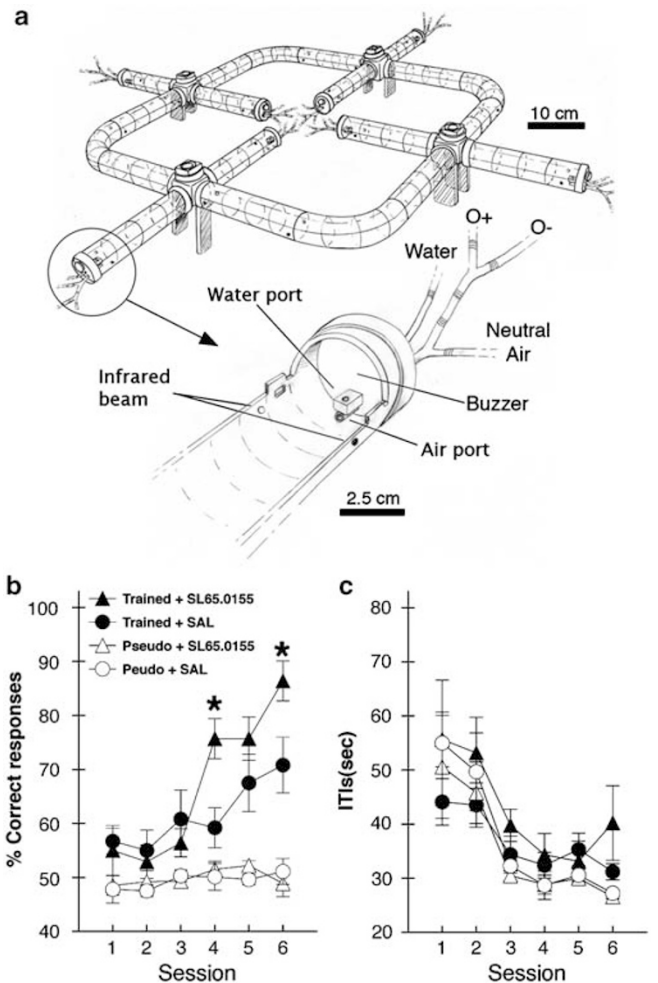 a
10 cm
O+
O-
Water
Water port
Neutral
Air
Infrared
beam
Buzzer
Air port
2.5 cm
b
Trained + SL65.0155
Trained + SAL
Pseudo + SL65.0155
Peudo + SAL
100
90
80
70
60
50
40
% Correct responses
* *
1 2 3 4 5 6
Session
c
80
70
60
50
40
30
20
ITIs(sec)
1 2 3 4 5 6
Session